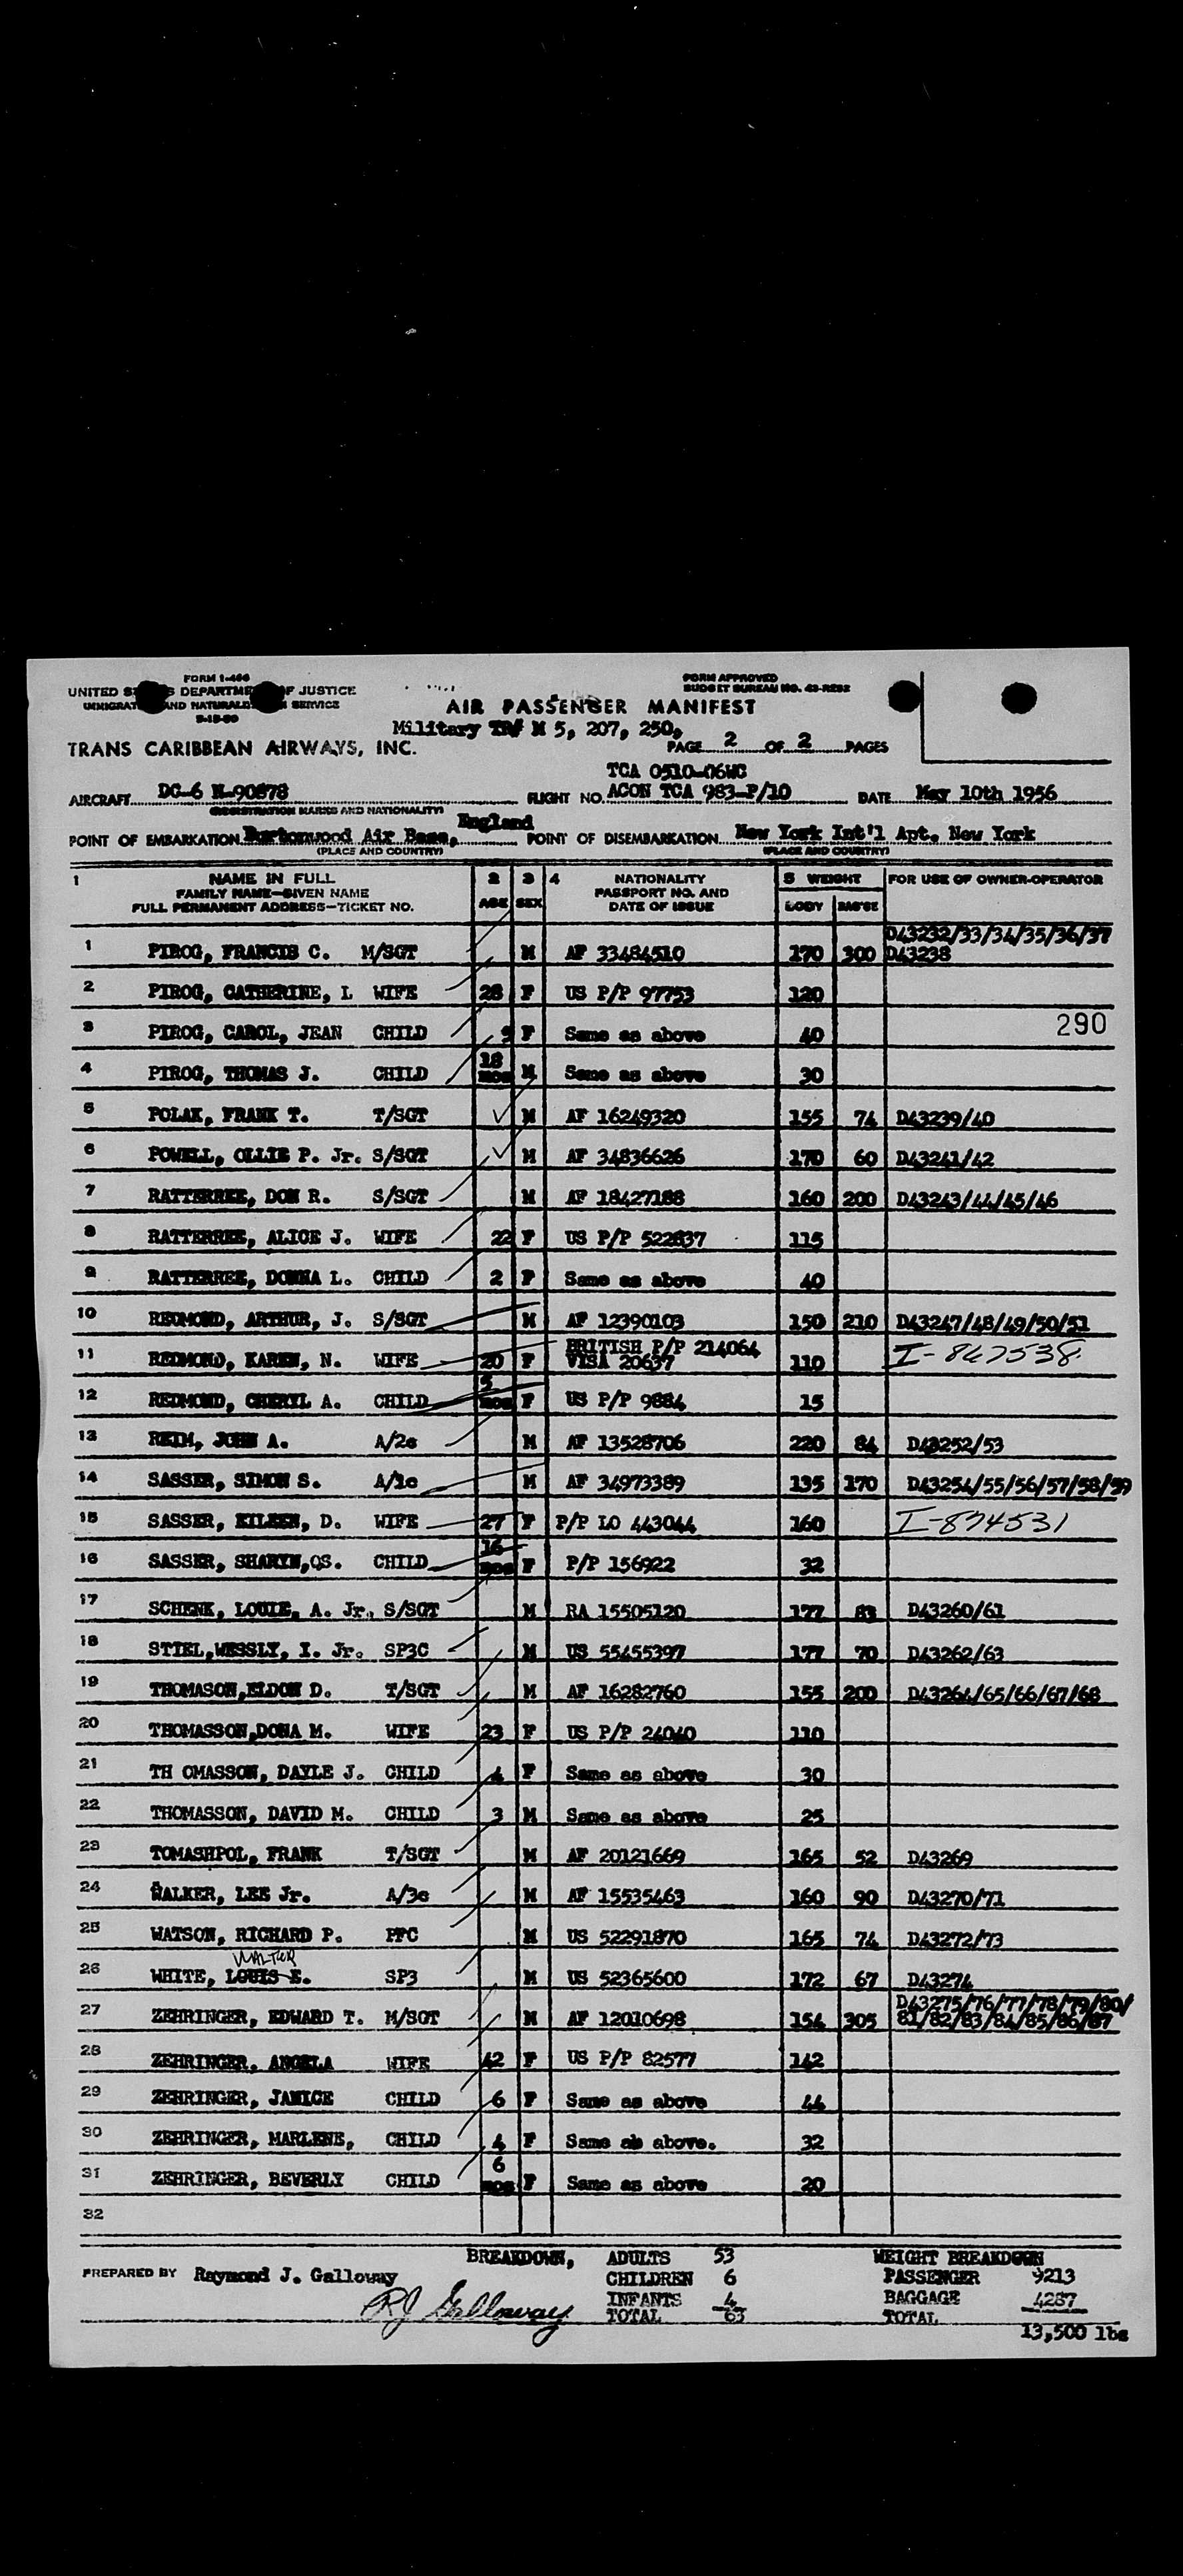 FORM I-466
UNITED S S DEPARTME F JUSTICE
IMMIGRAT AND NATURAL SERVICE
FORM APPROVED
BUDGET BUREAU NO. 43-R252
AIR PASSENGER MANIFEST
Military TR# M 5, 207, 250,
TRANS CARIBBEAN AIRWAYS, INC.
PAGE 2 OF 2 PAGES
TCA 0510-06WG
AIRCRAFT DC-6 N-90878 FLIGHT NO. ACON TCA 983-P/10 DATE May 10th 1956
(REGISTRATION MARKS AND NATIONALITY)
POINT OF EMBARKATION Burtonwood Air Base, England POINT OF DISEMBARKATION New York Int'l Apt. New York
(PLACE AND COUNTRY) (PLACE AND COUNTRY)
1 NAME IN FULL 2 3 4 NATIONALITY 5 WEIGHT FOR USE OF OWNER-OPERATOR
FAMILY NAME—GIVEN NAME PASSPORT NO. AND
FULL PERMANENT ADDRESS—TICKET NO. AGE SEX DATE OF ISSUE BODY BAG'GE
D43232/33/34/35/36/37
1 PIROG, FRANCIS C. M/SGT M AF 33484510 170 300 D43238
2 PIROG, CATHERINE, L WIFE 28 F US P/P 97753 120
290
3 PIROG, CAROL, JEAN CHILD 5 F Same as above 40
4 PIROG, THOMAS J. CHILD 18 mos M Same as above 30
5 POLAK, FRANK T. T/SGT M AF 16249320 155 74 D43239/40
6 POWELL, OLLIE P. Jr. S/SGT M AF 34836626 170 60 D43241/42
7 RATTERREE, DON R. S/SGT M AF 18427188 160 200 D43243/44/45/46
8 RATTERREE, ALICE J. WIFE 22 F US P/P 522837 115
9 RATTERREE, DONNA L. CHILD 2 F Same as above 40
10 REDMOND, ARTHUR, J. S/SGT M AF 12390103 150 210 D43247/48/49/50/51
BRITISH P/P 214064
11 REDMOND, KAREN, N. WIFE 20 F VISA 20637 110 I-847538
12 REDMOND, CHERYL A. CHILD 5 mos F US P/P 9884 15
13 REIM, JOHN A. A/2c M AF 13528706 220 84 D43252/53
14 SASSER, SIMON S. A/1c M AF 34973389 135 170 D43254/55/56/57/58/59
15 SASSER, EILEEN, D. WIFE 27 F P/P LO 443044 160 I-874531
16 SASSER, SHARYN,QS. CHILD 16 mos F P/P 156922 32
17 SCHENK, LOUIE, A. Jr. S/SGT M RA 15505120 177 83 D43260/61
18 STIEL,WESSLY, I. Jr. SP3C M US 55455397 177 70 D43262/63
19 THOMASON,ELDON D. T/SGT M AF 16282760 155 200 D43264/65/66/67/68
20 THOMASSON,DONA M. WIFE 23 F US P/P 24040 110
21 TH OMASSON, DAYLE J. CHILD 4 F Same as above 30
22 THOMASSON, DAVID M. CHILD 3 M Same as above 25
23 TOMASHPOL, FRANK T/SGT M AF 20121669 165 52 D43269
24 WALKER, LEE Jr. A/3c M AF 15535463 160 90 D43270/71
25 WATSON, RICHARD P. PFC M US 52291870 165 74 D43272/73
WALTER
26 WHITE, LOUIS E. SP3 M US 52365600 172 67 D43274
D43275/76/77/78/79/80/
27 ZEHRINGER, EDWARD T. M/SGT M AF 12010698 154 305 81/82/83/84/85/86/87
28 ZEHRINGER. ANGELA WIFE 42 F US P/P 82577 142
29 ZEHRINGER, JANICE CHILD 6 F Same as above 44
30 ZEHRINGER, MARLENE, CHILD 4 F Same ab above. 32
31 ZEHRINGER, BEVERLY CHILD 6 mos F Same as above 20
32
BREAKDOWN, ADULTS 53 WEIGHT BREAKDOWN
PREPARED BY Raymond J. Galloway CHILDREN 6 PASSENGER 9213
RJ Galloway INFANTS 4 BAGGAGE 4287
TOTAL 63 TOTAL
13,500 lbs